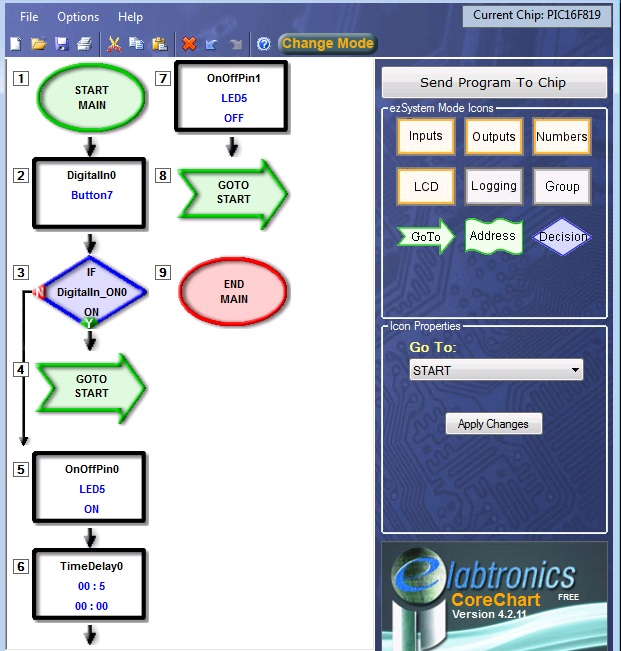 File Options Help
Current Chip: PIC16F819
Change Mode
1
START
MAIN
2
DigitalIn0
Button7
3
IF
DigitalIn_ON0
ON
N
Y
4
GOTO
START
5
OnOffPin0
LED5
ON
6
TimeDelay0
00 : 5
00 : 00
7
OnOffPin1
LED5
OFF
8
GOTO
START
9
END
MAIN
Send Program To Chip
ezSystem Mode Icons
Inputs Outputs Numbers
LCD Logging Group
GoTo Address Decision
Icon Properties
Go To:
START
Apply Changes
elabtronics
CoreChart FREE
Version 4.2.11